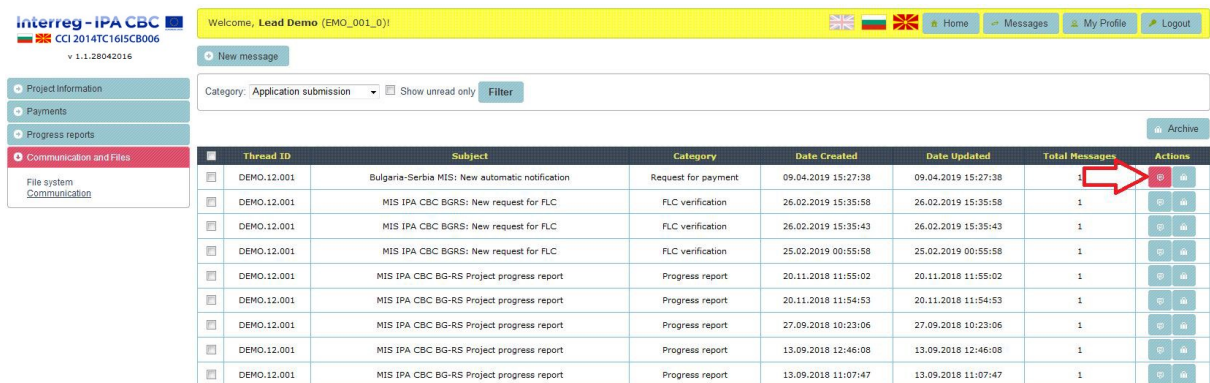 Interreg - IPA CBC
CCI 2014TC16I5CB006
v 1.1.28042016
Welcome, Lead Demo (EMO_001_0)!
Home
Messages
My Profile
Logout
New message
Project Information
Payments
Progress reports
Communication and Files
File system
Communication
Category: Application submission Show unread only Filter
Archive
Thread ID Subject Category Date Created Date Updated Total Messages Actions
DEMO.12.001 Bulgaria-Serbia MIS: New automatic notification Request for payment 09.04.2019 15:27:38 09.04.2019 15:27:38 1
DEMO.12.001 MIS IPA CBC BGRS: New request for FLC FLC verification 26.02.2019 15:35:58 26.02.2019 15:35:58 1
DEMO.12.001 MIS IPA CBC BGRS: New request for FLC FLC verification 26.02.2019 15:35:43 26.02.2019 15:35:43 1
DEMO.12.001 MIS IPA CBC BGRS: New request for FLC FLC verification 25.02.2019 00:55:58 25.02.2019 00:55:58 1
DEMO.12.001 MIS IPA CBC BG-RS Project progress report Progress report 20.11.2018 11:55:02 20.11.2018 11:55:02 1
DEMO.12.001 MIS IPA CBC BG-RS Project progress report Progress report 20.11.2018 11:54:53 20.11.2018 11:54:53 1
DEMO.12.001 MIS IPA CBC BG-RS Project progress report Progress report 27.09.2018 10:23:06 27.09.2018 10:23:06 1
DEMO.12.001 MIS IPA CBC BG-RS Project progress report Progress report 13.09.2018 12:46:08 13.09.2018 12:46:08 1
DEMO.12.001 MIS IPA CBC BG-RS Project progress report Progress report 13.09.2018 11:07:47 13.09.2018 11:07:47 1